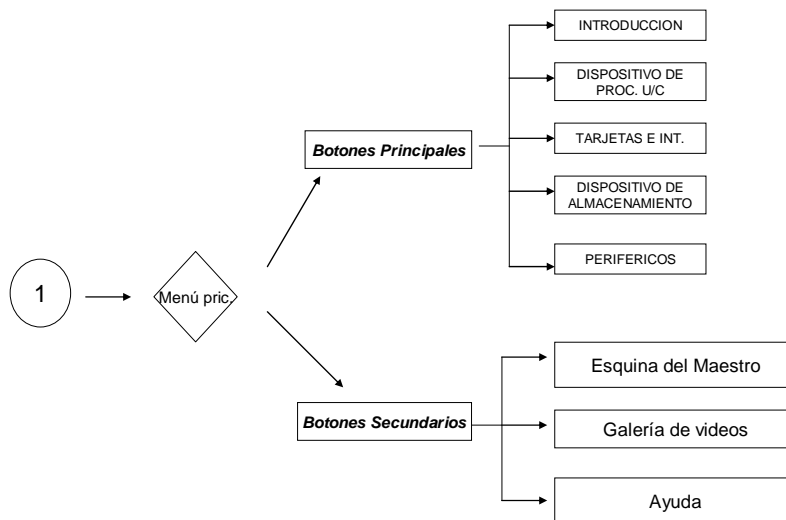 INTRODUCCION
DISPOSITIVO DE
PROC. U/C
Botones Principales
TARJETAS E INT.
DISPOSITIVO DE
ALMACENAMIENTO
PERIFERICOS
1
Menú pric.
Esquina del Maestro
Botones Secundarios
Galería de videos
Ayuda